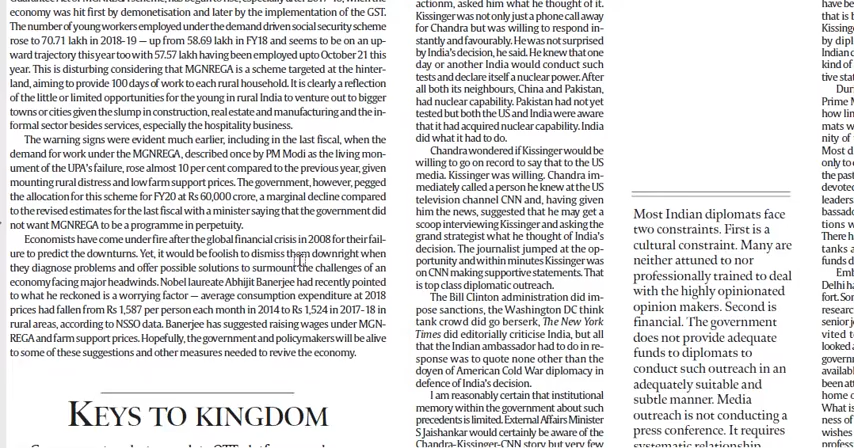 economy was hit first by demonetisation and later by the implementation of the GST.
The number of young workers employed under the demand driven social security scheme
rose to 70.71 lakh in 2018-19 — up from 58.69 lakh in FY18 and seems to be on an up-
ward trajectory this year too with 57.57 lakh having been employed upto October 21 this
year. This is disturbing considering that MGNREGA is a scheme targeted at the hinter-
land, aiming to provide 100 days of work to each rural household. It is clearly a reflection
of the little or limited opportunities for the young in rural India to venture out to bigger
towns or cities given the slump in construction, real estate and manufacturing and the in-
formal sector besides services, especially the hospitality business.
The warning signs were evident much earlier, including in the last fiscal, when the
demand for work under the MGNREGA, described once by PM Modi as the living mon-
ument of the UPA's failure, rose almost 10 per cent compared to the previous year, given
mounting rural distress and low farm support prices. The government, however, pegged
the allocation for this scheme for FY20 at Rs 60,000 crore, a marginal decline compared
to the revised estimates for the last fiscal with a minister saying that the government did
not want MGNREGA to be a programme in perpetuity.
Economists have come under fire after the global financial crisis in 2008 for their fail-
ure to predict the downturns. Yet, it would be foolish to dismiss them downright when
they diagnose problems and offer possible solutions to surmount the challenges of an
economy facing major headwinds. Nobel laureate Abhijit Banerjee had recently pointed
to what he reckoned is a worrying factor — average consumption expenditure at 2018
prices had fallen from Rs 1,587 per person each month in 2014 to Rs 1,524 in 2017-18 in
rural areas, according to NSSO data. Banerjee has suggested raising wages under MGN-
REGA and farm support prices. Hopefully, the government and policymakers will be alive
to some of these suggestions and other measures needed to revive the economy.
KEYS TO KINGDOM
actionm, asked him what he thought of it.
Kissinger was not only just a phone call away
for Chandra but was willing to respond in-
stantly and favourably. He was not surprised
by India's decision, he said. He knew that one
day or another India would conduct such
tests and declare itself a nuclear power. After
all both its neighbours, China and Pakistan,
had nuclear capability. Pakistan had not yet
tested but both the US and India were aware
that it had acquired nuclear capability. India
did what it had to do.
Chandra wondered if Kissinger would be
willing to go on record to say that to the US
media. Kissinger was willing. Chandra im-
mediately called a person he knew at the US
television channel CNN and, having given
him the news, suggested that he may get a
scoop interviewing Kissinger and asking the
grand strategist what he thought of India's
decision. The journalist jumped at the op-
portunity and within minutes Kissinger was
on CNN making supportive statements. That
is top class diplomatic outreach.
The Bill Clinton administration did im-
pose sanctions, the Washington DC think
tank crowd did go berserk, The New York
Times did editorially criticise India, but all
that the Indian ambassador had to do in re-
sponse was to quote none other than the
doyen of American Cold War diplomacy in
defence of India's decision.
I am reasonably certain that institutional
memory within the government about such
precedents is limited. External Affairs Minister
S Jaishankar would certainly be aware of the
Chandra-Kissinger-CNN story but very few
Most Indian diplomats face
two constraints. First is a
cultural constraint. Many are
neither attuned to nor
professionally trained to deal
with the highly opinionated
opinion makers. Second is
financial. The government
does not provide adequate
funds to diplomats to
conduct such outreach in an
adequately suitable and
subtle manner. Media
outreach is not conducting a
press conference. It requires
systematic relationship